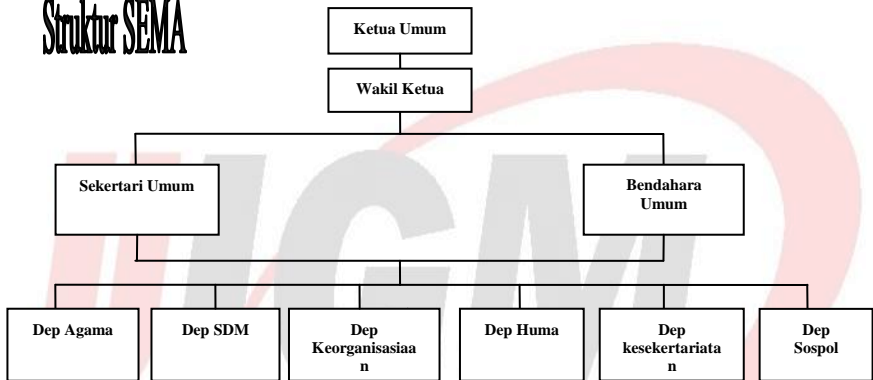 Struktur SEMA
Ketua Umum
Wakil Ketua
Sekertari Umum
Bendahara
Umum
Dep Agama
Dep SDM
Dep
Keorganisasiaa
n
Dep Huma
Dep
kesekertariata
n
Dep
Sospol
IGM